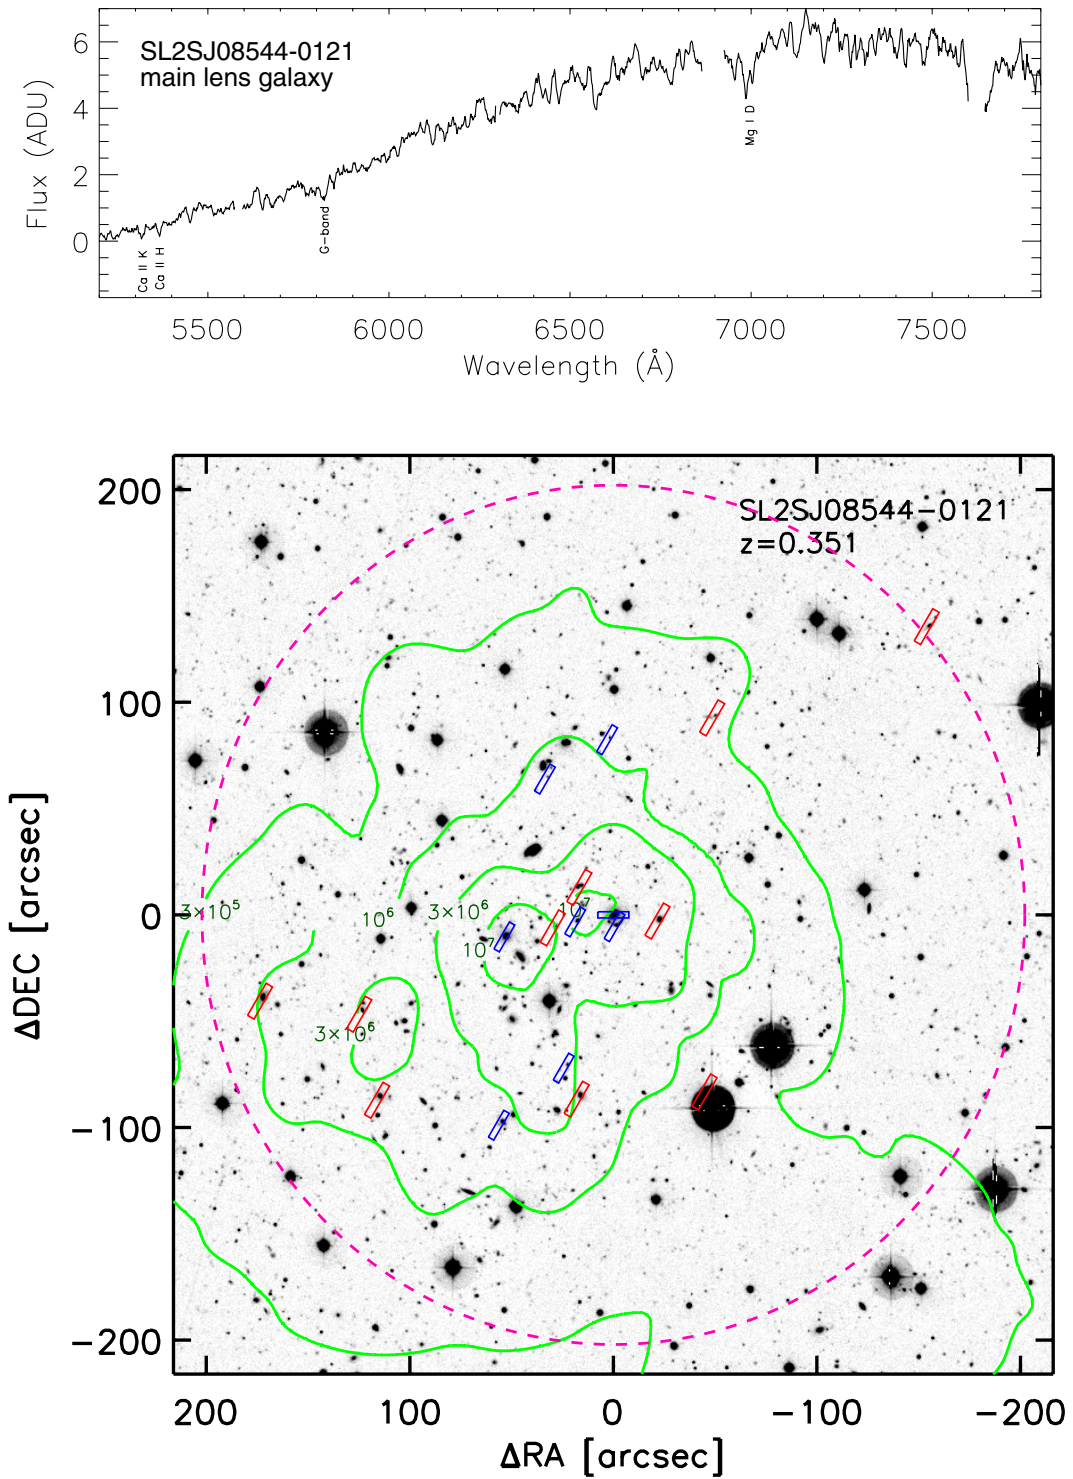 SL2SJ08544-0121
main lens galaxy
Flux (ADU)
6
4
2
0
Ca II K
Ca II H
G-band
Mg I D
5500
6000
6500
7000
7500
Wavelength (Å)
SL2SJ08544-0121
z=0.351
ΔDEC [arcsec]
200
100
0
-100
-200
3×10⁵
10⁶
3×10⁶
10⁷
10⁷
3×10⁶
200
100
0
-100
-200
ΔRA [arcsec]